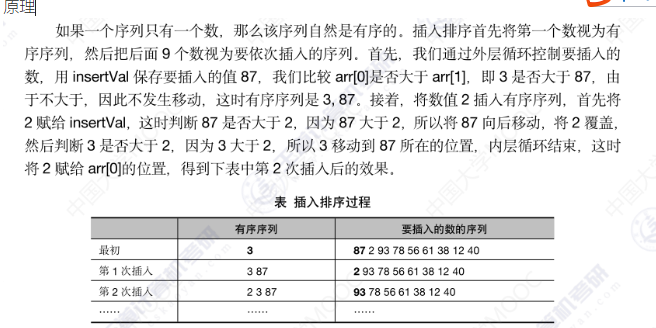 原理
如果一个序列只有一个数，那么该序列自然是有序的。插入排序首先将第一个数视为有
序序列，然后把后面 9 个数视为要依次插入的序列。首先，我们通过外层循环控制要插入的
数，用 insertVal 保存要插入的值 87，我们比较 arr[0]是否大于 arr[1]，即 3 是否大于 87，由
于不大于，因此不发生移动，这时有序序列是 3, 87。接着，将数值 2 插入有序序列，首先将
2 赋给 insertVal，这时判断 87 是否大于 2，因为 87 大于 2，所以将 87 向后移动，将 2 覆盖，
然后判断 3 是否大于 2，因为 3 大于 2，所以 3 移动到 87 所在的位置，内层循环结束，这时
将 2 赋给 arr[0]的位置，得到下表中第 2 次插入后的效果。
表 插入排序过程
有序序列 要插入的数的序列
最初 3 87 2 93 78 56 61 38 12 40
第 1 次插入 3 87 2 93 78 56 61 38 12 40
第 2 次插入 2 3 87 93 78 56 61 38 12 40
…… …… ……